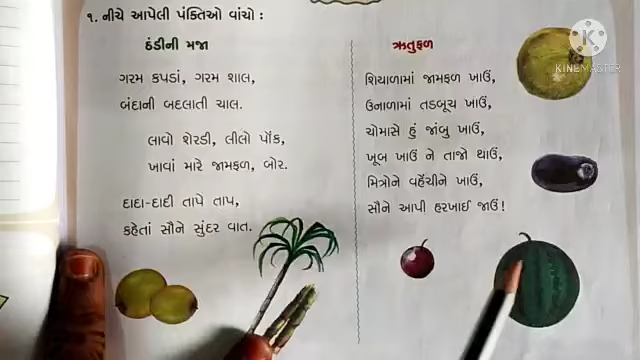 ૧. નીચે આપેલી પંક્તિઓ વાંચો :
ઠંડીની મજા
ગરમ કપડાં, ગરમ શાલ,
બંદાની બદલાતી ચાલ.
લાવો શેરડી, લીલો પોંક,
ખાવાં મારે જામફળ, બોર.
દાદા-દાદી તાપે તાપ,
કહેતાં સૌને સુંદર વાત.
ઋતુફળ
શિયાળામાં જામફળ ખાઉં,
ઉનાળામાં તડબૂચ ખાઉં,
ચોમાસે હું જાંબુ ખાઉં,
ખૂબ ખાઉં ને તાજો થાઉં,
મિત્રોને વહેંચીને ખાઉં,
સૌને આપી હરખાઈ જાઉં!
KINEMASTER